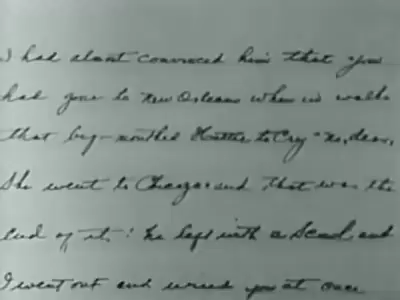 I had almost convinced him that you
had gone to New Orleans when in walks
that big-mouthed Hattie to cry "No, dear,
She went to Chicago and that was the
end of it! He left with a Scowl and
I went out and wired you at once